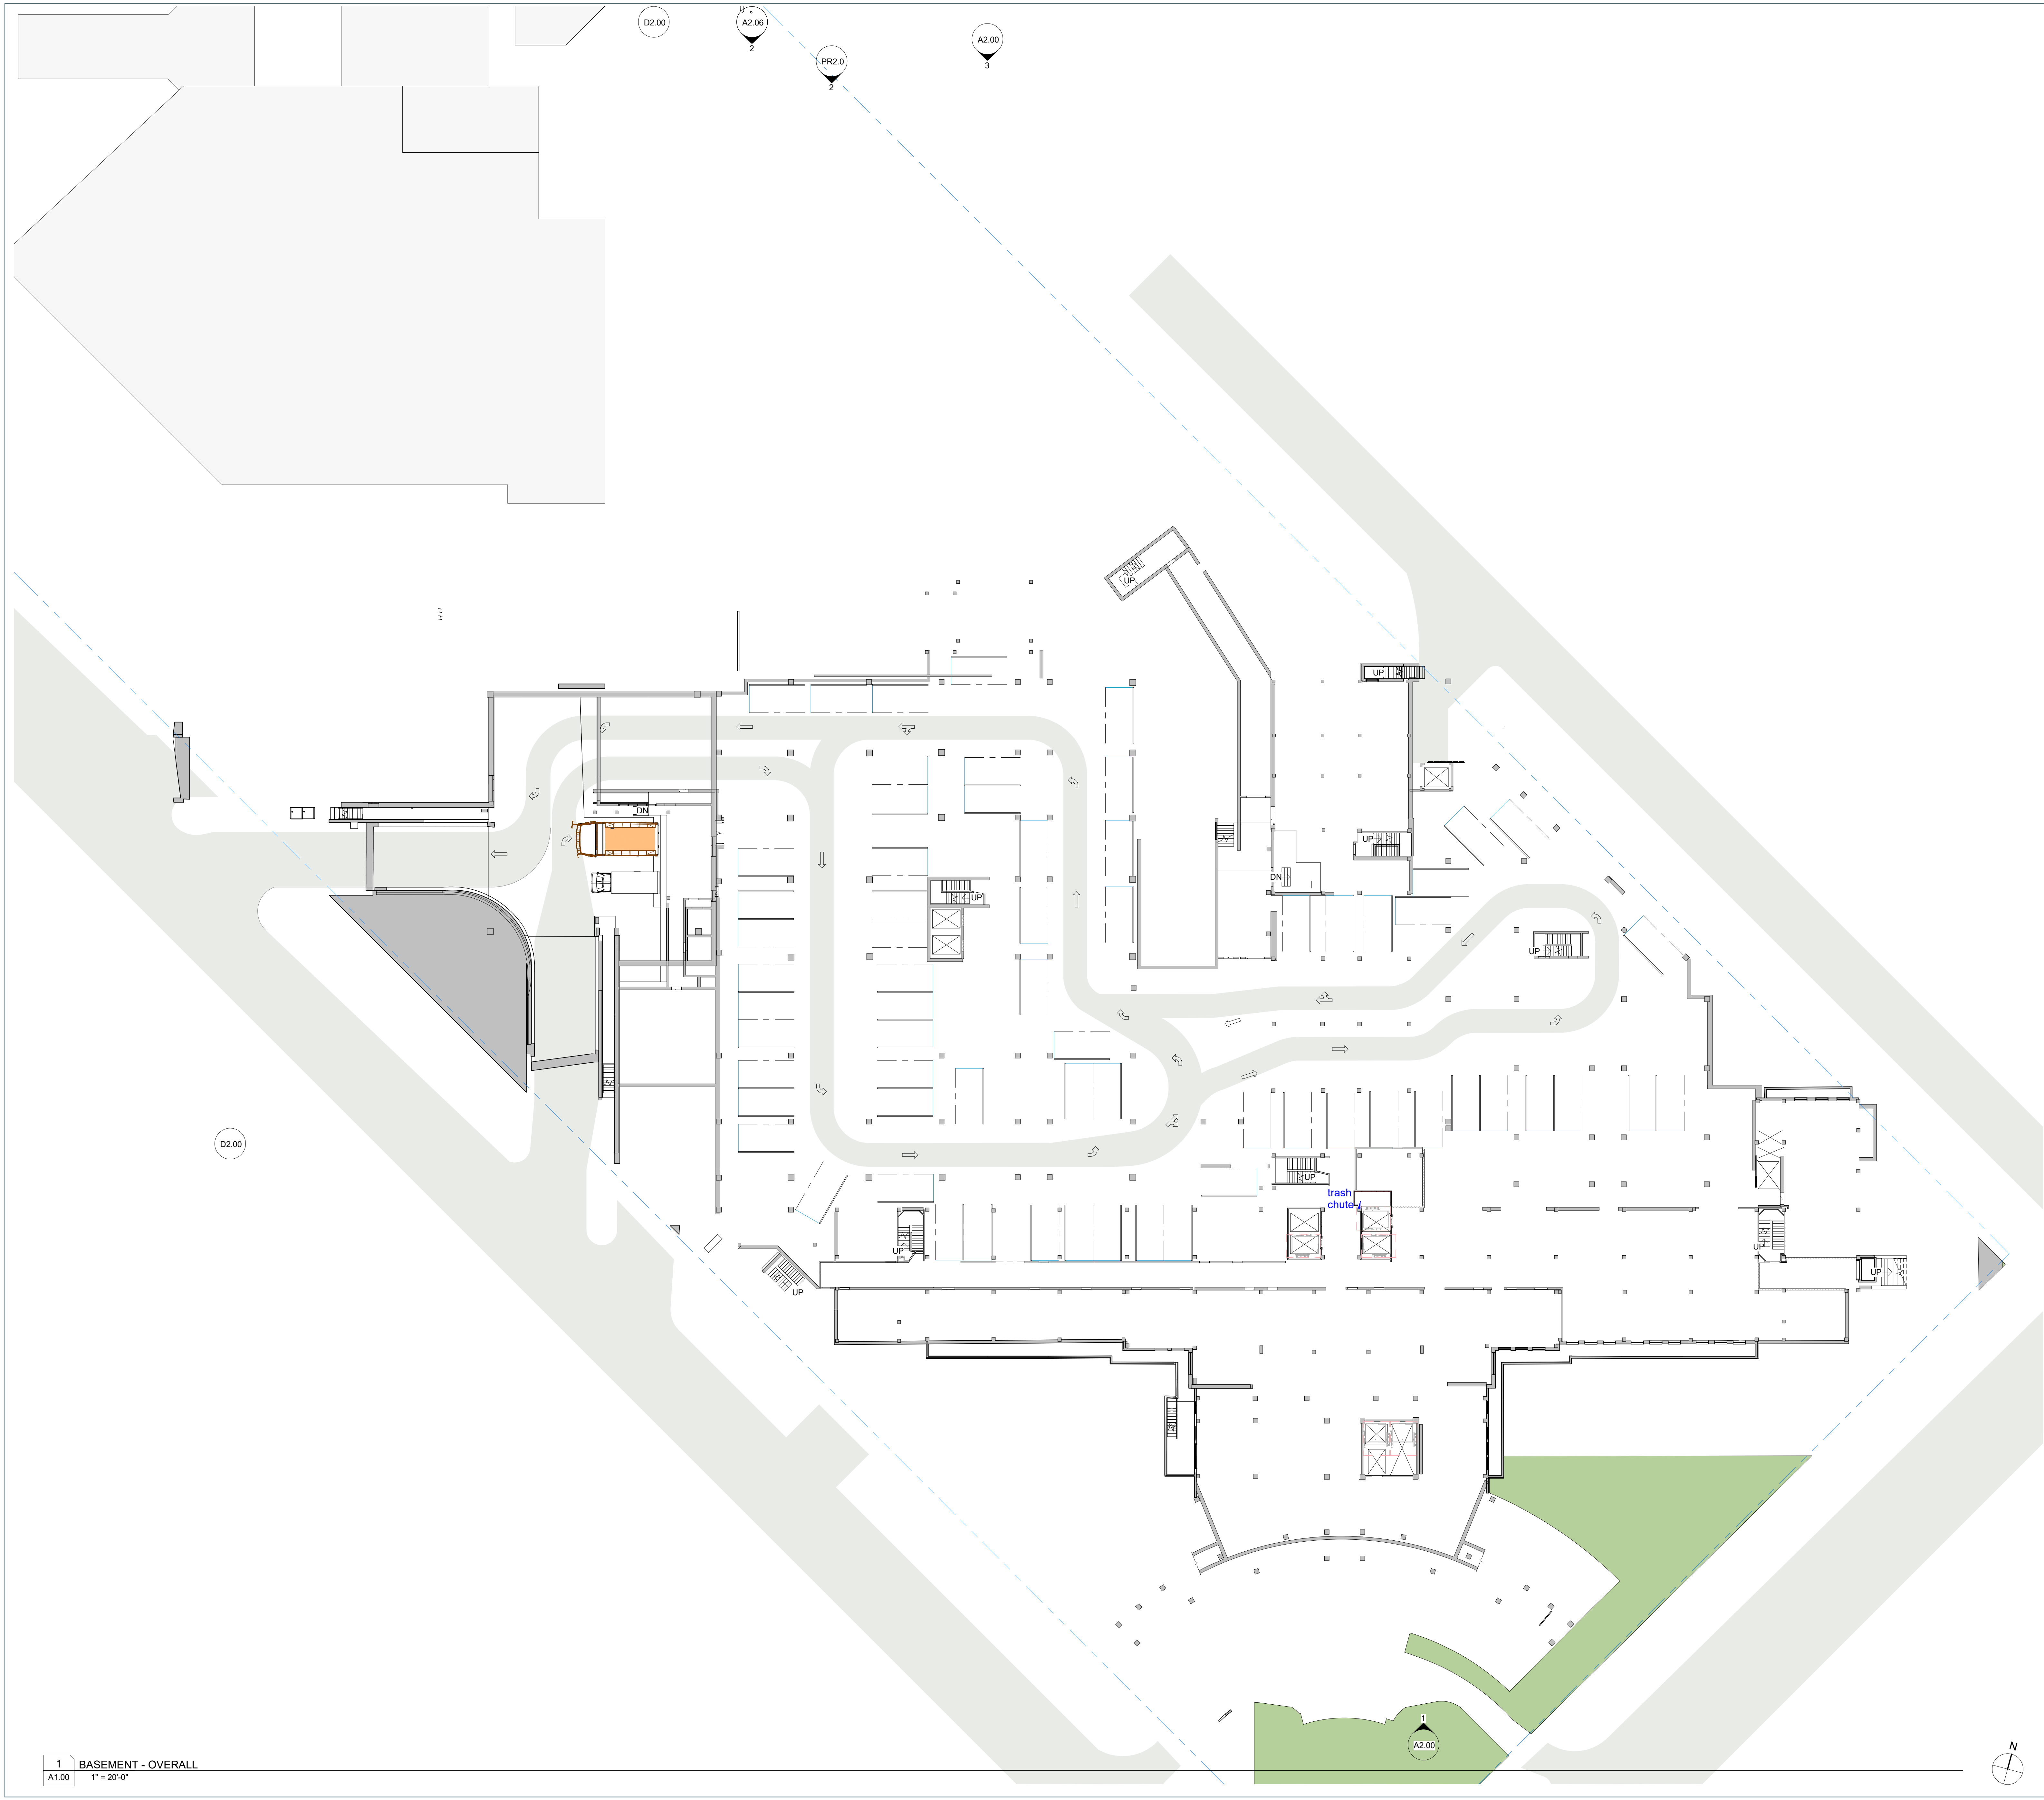 U
D2.00
A2.06
2
PR2.0
2
A2.00
3
UP
Z
Z
UP
DN
UP
DN
UP
UP
UP
D2.00
UP
trash
chute
UP
UP
UP
UP
1
A2.00
N
1
BASEMENT - OVERALL
A1.00
1" = 20'-0"